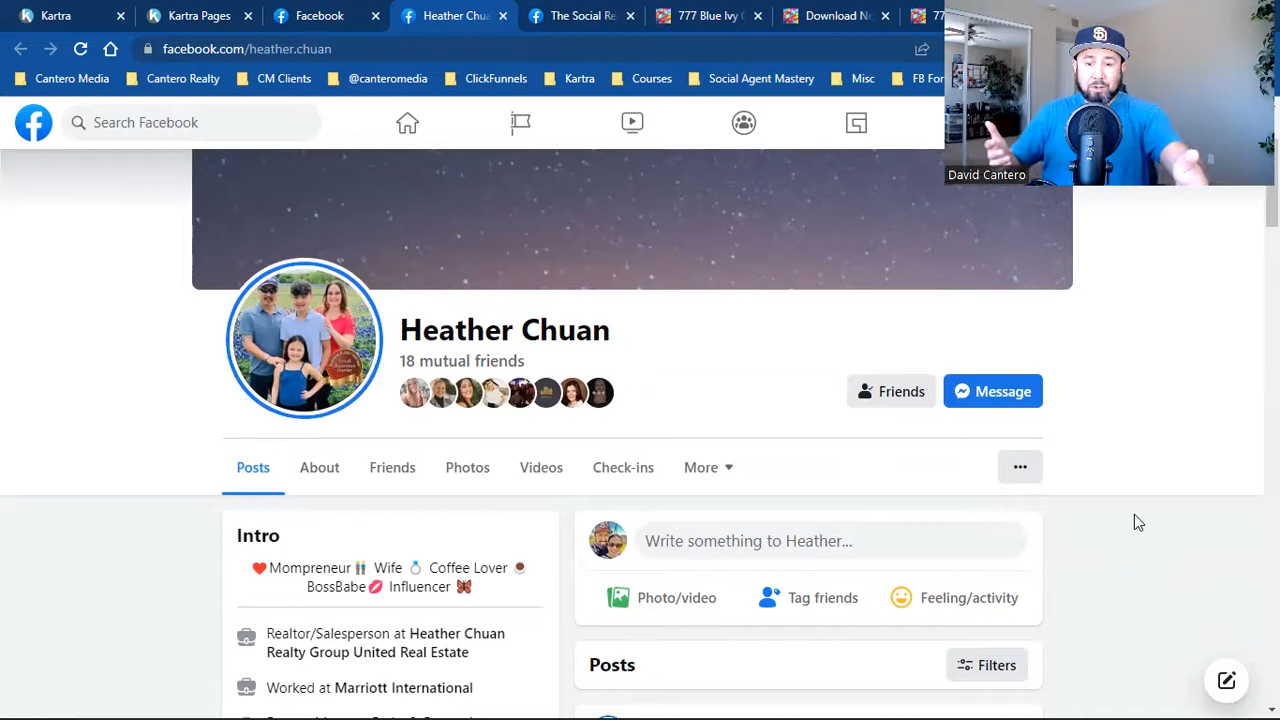 Kartra
Kartra Pages
Facebook
Heather Chua
The Social Re
777 Blue Ivy
Download No
77
facebook.com/heather.chuan
Cantero Media
Cantero Realty
CM Clients
@canteromedia
ClickFunnels
Kartra
Courses
Social Agent Mastery
Misc
FB For
Search Facebook
David Cantero
Heather Chuan
18 mutual friends
Friends
Message
Posts
About
Friends
Photos
Videos
Check-ins
More
Intro
Mompreneur Wife Coffee Lover
BossBabe Influencer
Realtor/Salesperson at Heather Chuan
Realty Group United Real Estate
Worked at Marriott International
Write something to Heather...
Photo/video
Tag friends
Feeling/activity
Posts
Filters